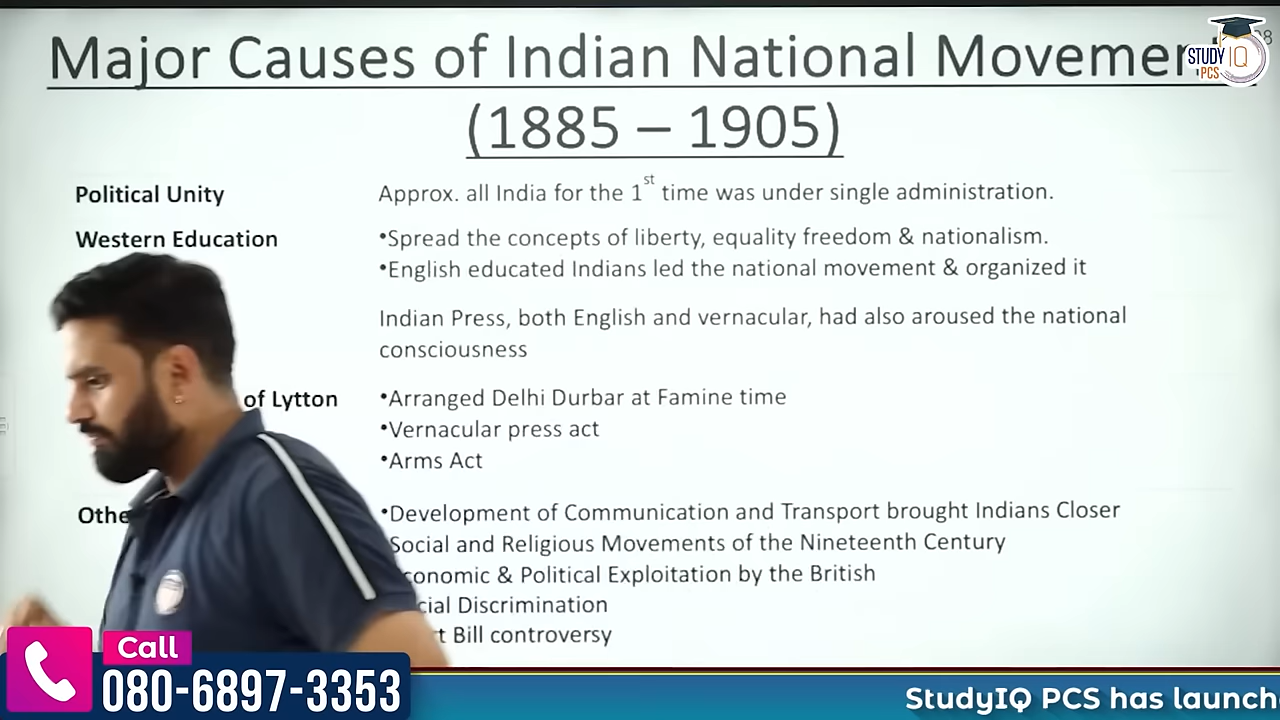 Major Causes of Indian National
(1885 – 1905)
STUDY IQ
PCS
Political Unity Approx. all India for the 1st time was under single administration.
Western Education •Spread the concepts of liberty, equality freedom & nationalism.
•English educated Indians led the national movement & organized it
Indian Press, both English and vernacular, had also aroused the national
consciousness
of Lytton •Arranged Delhi Durbar at Famine time
•Vernacular press act
•Arms Act
•Development of Communication and Transport brought Indians Closer
Social and Religious Movements of the Nineteenth Century
& Political Exploitation by the British
Discrimination
Bill controversy
Call
080-6897-3353
StudyIQ PCS has launch